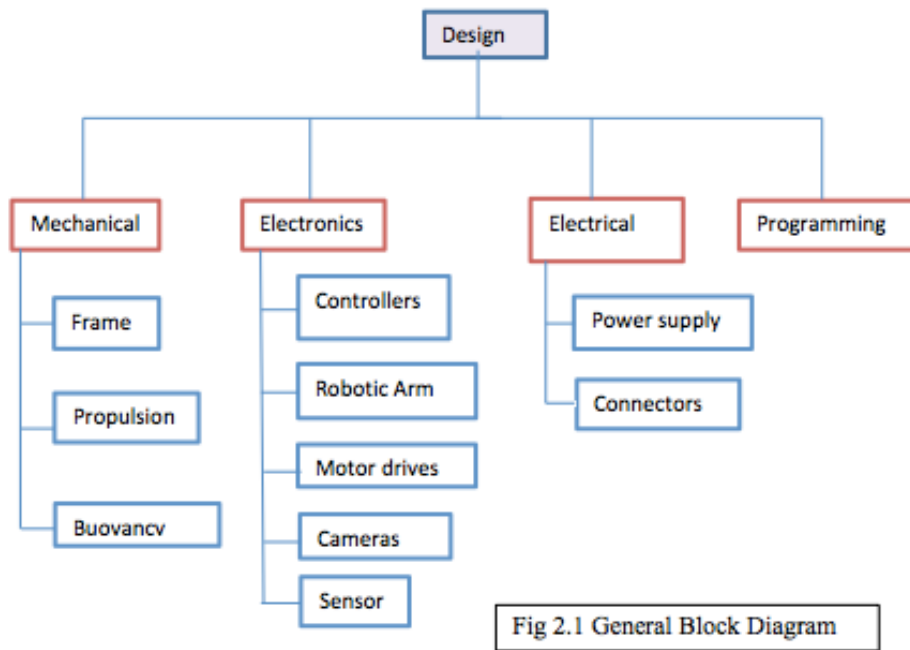 Design
Mechanical
Electronics
Electrical
Programming
Frame
Propulsion
Buoyancy
Controllers
Robotic Arm
Motor drives
Cameras
Sensor
Power supply
Connectors
Fig 2.1 General Block Diagram